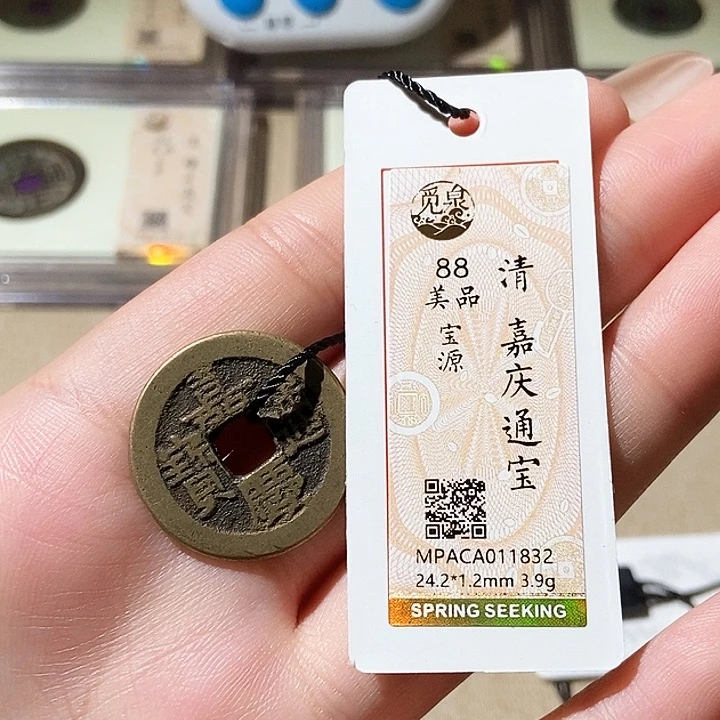 觅泉
88
美品
宝源
清 嘉庆通宝
MPACA011832
24.2*1.2mm 3.9g
SPRING SEEKING